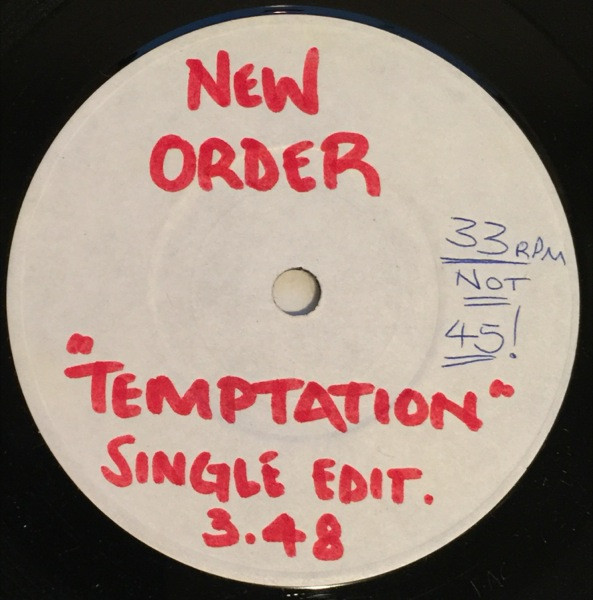 NEW
ORDER
33 RPM
NOT
45!
"TEMPTATION"
SINGLE EDIT.
3.48